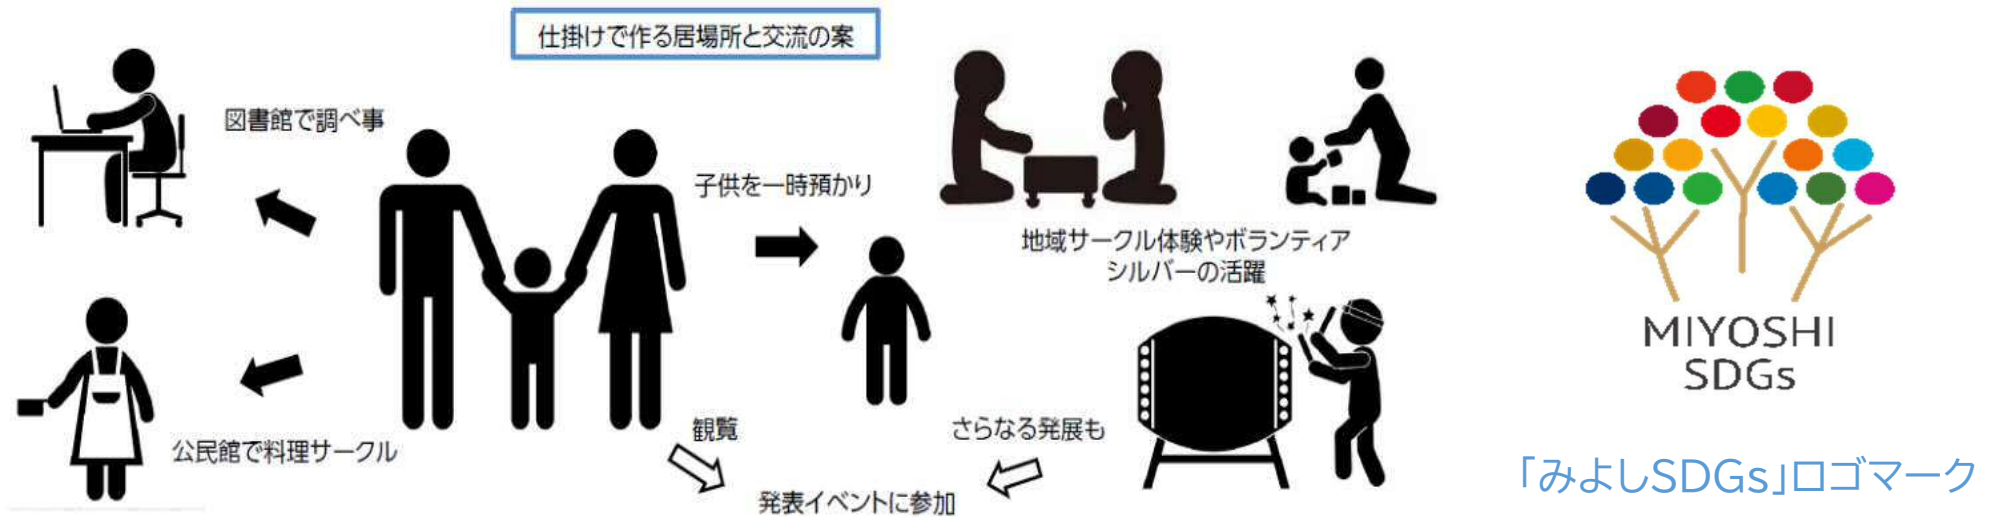 仕掛けで作る居場所と交流の案
図書館で調べ事
子供を一時預かり
地域サークル体験やボランティア
シルバーの活躍
公民館で料理サークル
観覧
さらなる発展も
発表イベントに参加
MIYOSHI
SDGs
「みよしSDGs」ロゴマーク